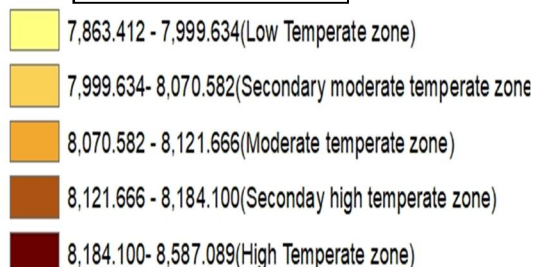 7,863.412 - 7,999.634(Low Temperate zone)
7,999.634- 8,070.582(Secondary moderate temperate zone
8,070.582 - 8,121.666(Moderate temperate zone)
8,121.666 - 8,184.100(Seconday high temperate zone)
8,184.100- 8,587.089(High Temperate zone)